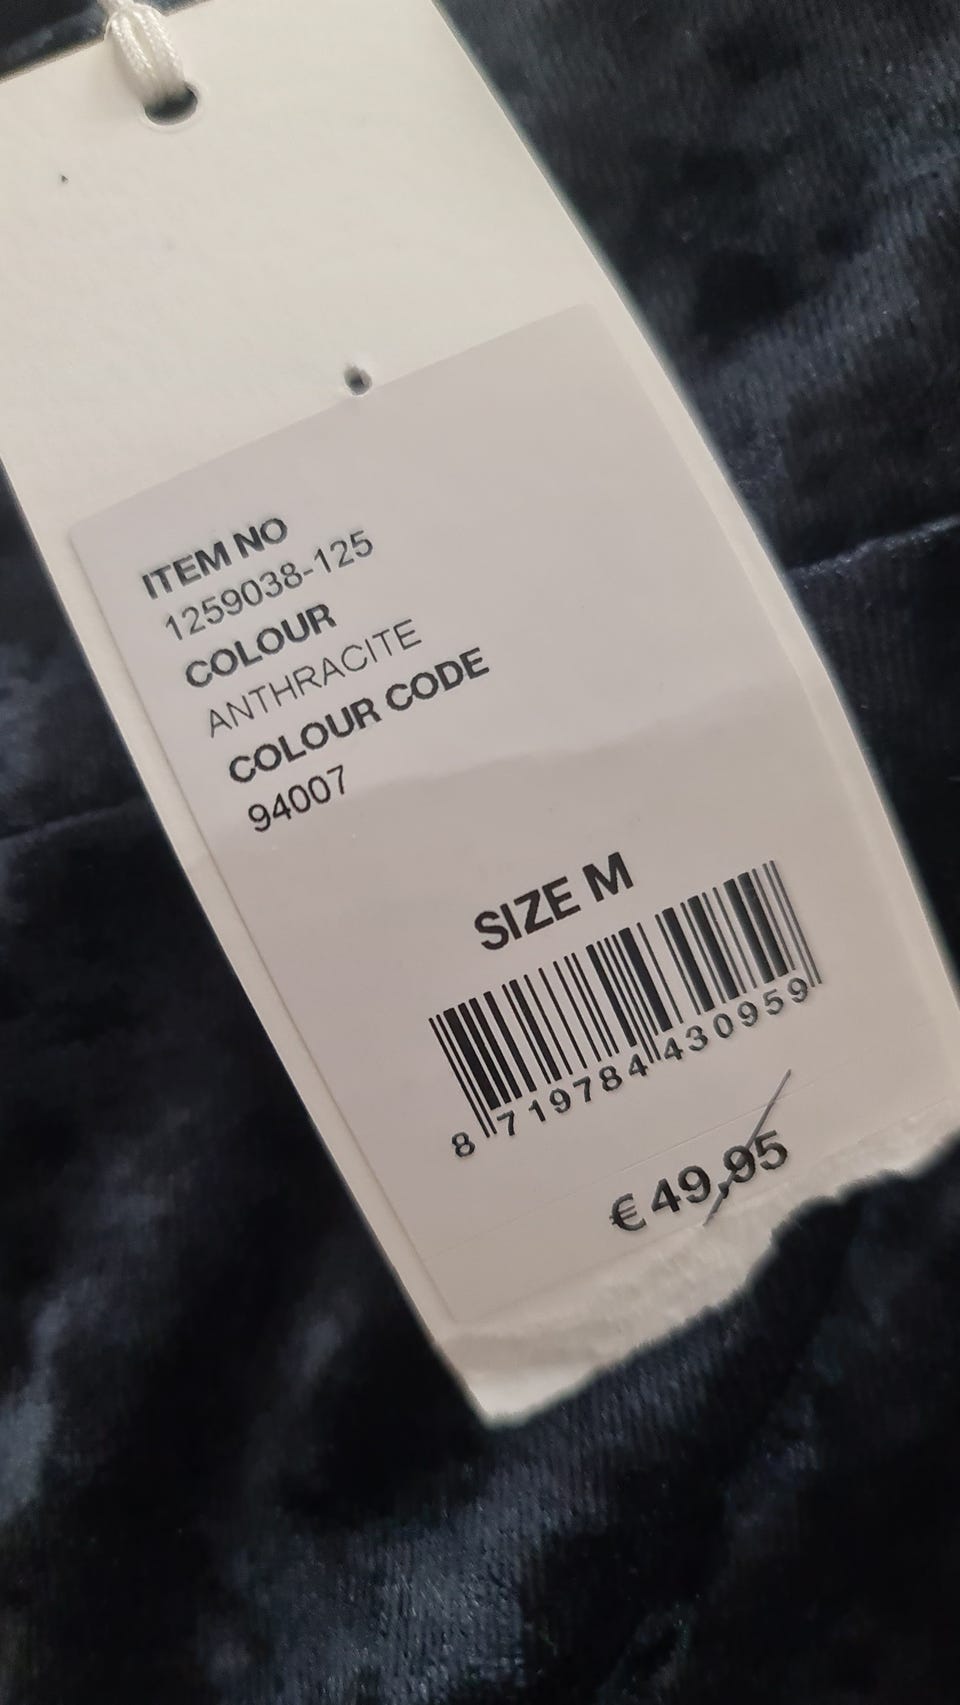 ITEM NO
1259038-125
COLOUR
ANTHRACITE
COLOUR CODE
94007
SIZE M
8 719784 430959
€ 49,95